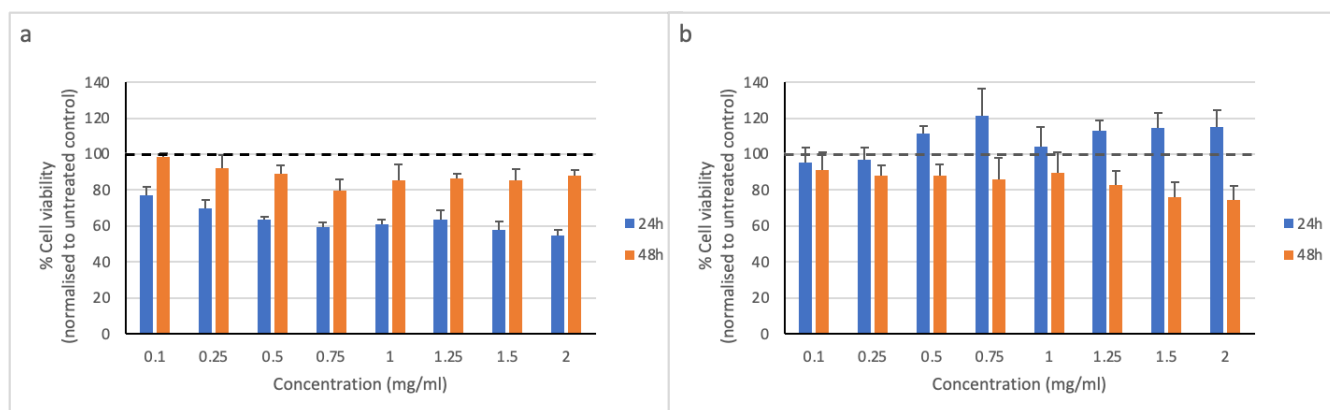 a
% Cell viability
(normalised to untreated control)
140
120
100
80
60
40
20
0
0.1 0.25 0.5 0.75 1 1.25 1.5 2
Concentration (mg/ml)
24h
48h
b
% Cell viability
(normalised to untreated control)
140
120
100
80
60
40
20
0
0.1 0.25 0.5 0.75 1 1.25 1.5 2
Concentration (mg/ml)
24h
48h